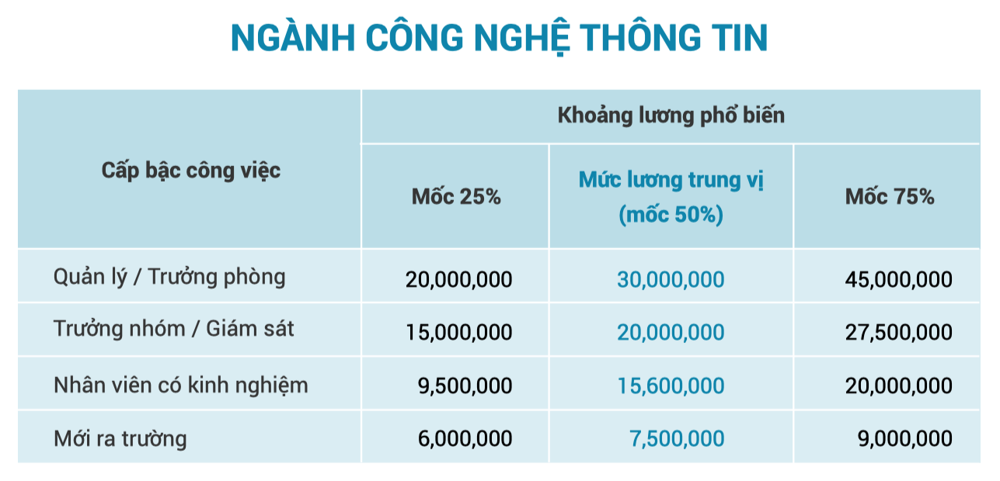 NGÀNH CÔNG NGHỆ THÔNG TIN
Cấp bậc công việc
Khoảng lương phổ biến
Mốc 25%
Mức lương trung vị
(mốc 50%)
Mốc 75%
Quản lý / Trưởng phòng 20,000,000 30,000,000 45,000,000
Trưởng nhóm / Giám sát 15,000,000 20,000,000 27,500,000
Nhân viên có kinh nghiệm 9,500,000 15,600,000 20,000,000
Mới ra trường 6,000,000 7,500,000 9,000,000